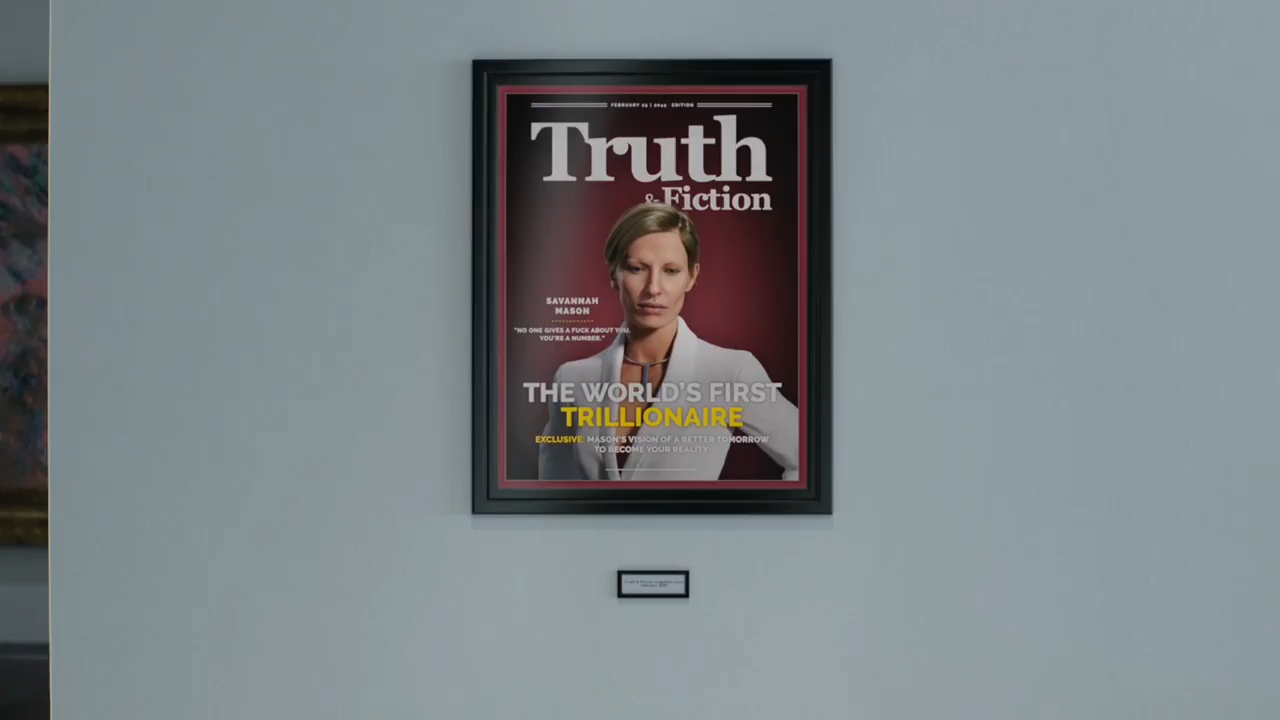 Truth
& Fiction
SAVANNAH
MASON
"NO ONE GIVES A FUCK ABOUT YOU.
YOU'RE A NUMBER."
THE WORLD'S FIRST
TRILLIONAIRE
EXCLUSIVE: MASON'S VISION OF A BETTER TOMORROW
TO BECOME YOUR REALITY